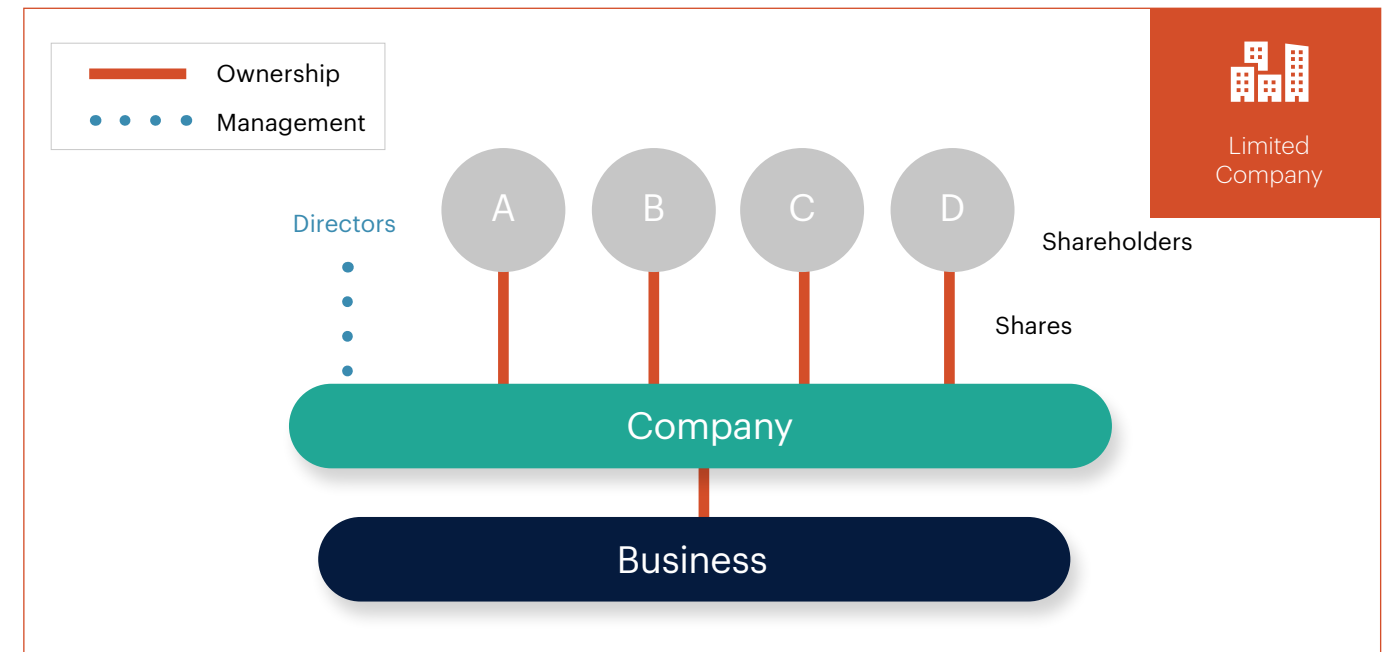 Ownership
Management
Limited
Company
Directors
A
B
C
D
Shareholders
Shares
Company
Business